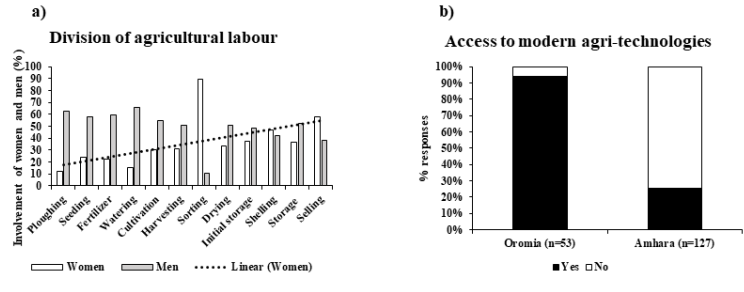 a)
Division of agricultural labour
Involvement of women and men (%)
100
90
80
70
60
50
40
30
20
10
0
Ploughing
Seeding
Fertilizer
Watering
Cultivation
Harvesting
Sorting
Drying
Initial storage
Shelling
Storage
Selling
Women
Men
Linear (Women)
b)
Access to modern agri-technologies
% responses
100%
90%
80%
70%
60%
50%
40%
30%
20%
10%
0%
Oromia (n=53)
Amhara (n=127)
Yes
No